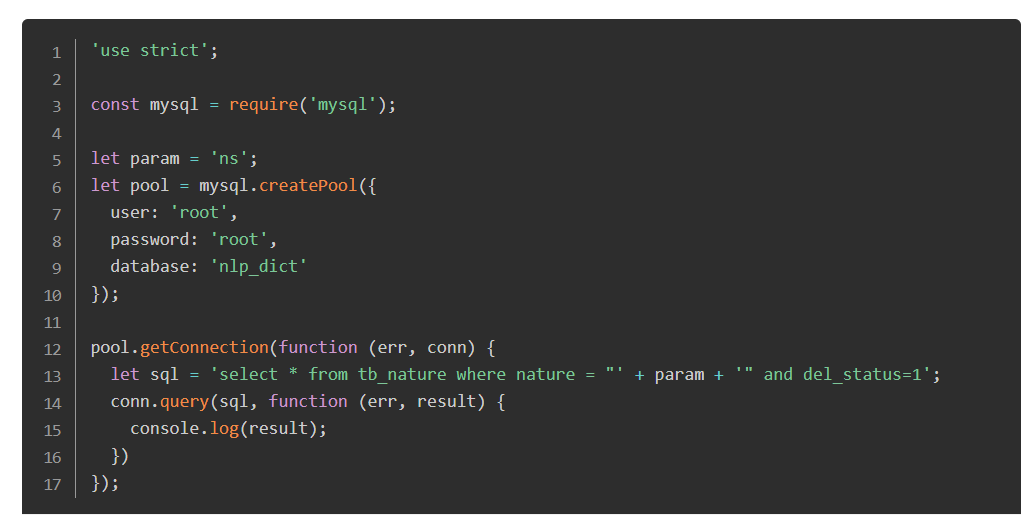 1 'use strict';
2
3 const mysql = require('mysql');
4
5 let param = 'ns';
6 let pool = mysql.createPool({
7   user: 'root',
8   password: 'root',
9   database: 'nlp_dict'
10 });
11
12 pool.getConnection(function (err, conn) {
13   let sql = 'select * from tb_nature where nature = "' + param + '" and del_status=1';
14   conn.query(sql, function (err, result) {
15     console.log(result);
16   })
17 });